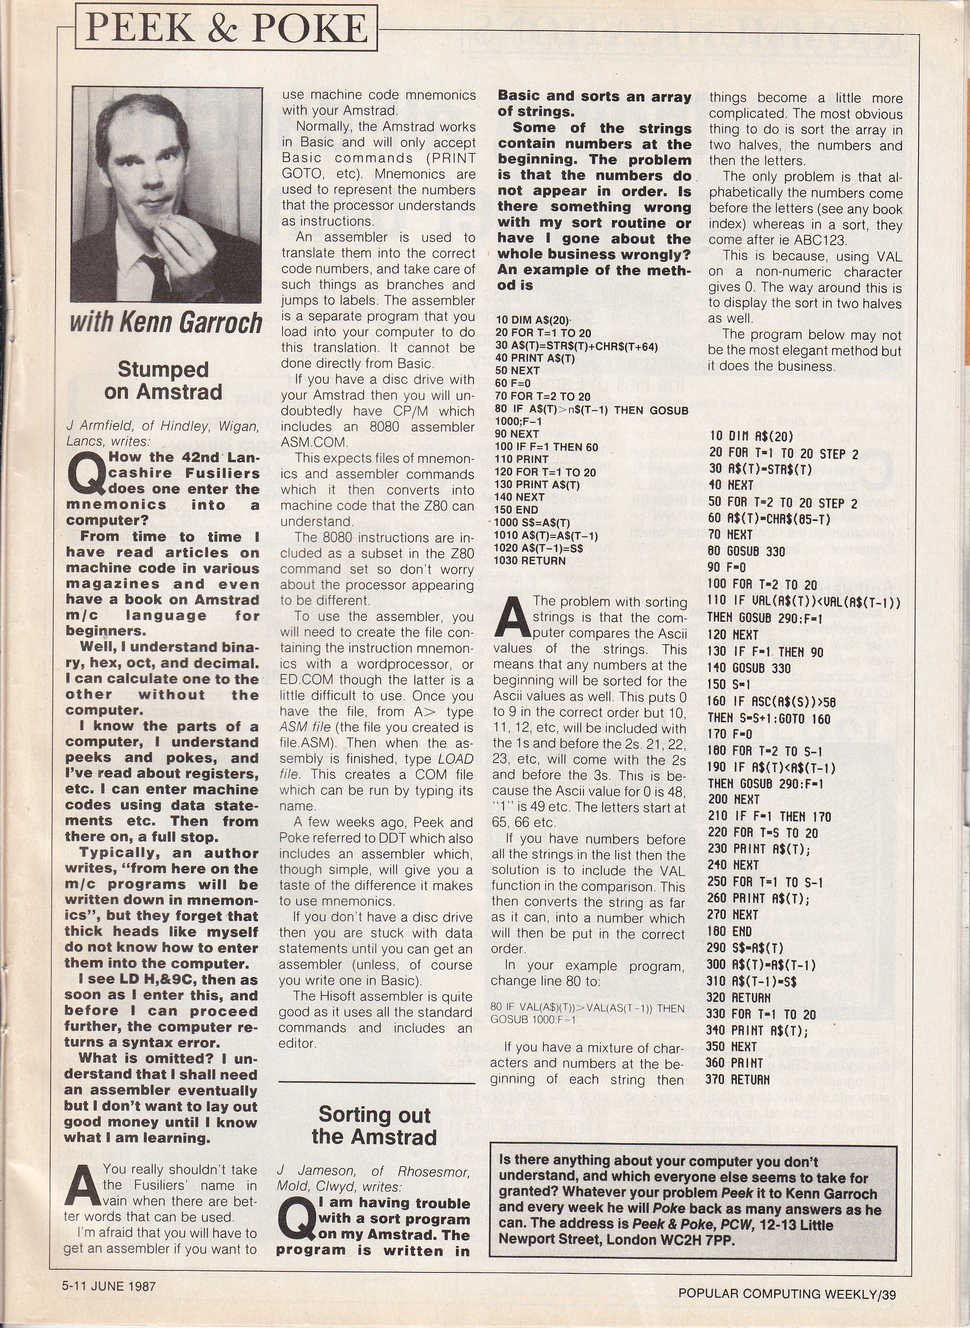 PEEK & POKE
with Kenn Garroch
Stumped
on Amstrad
J Armfield, of Hindley, Wigan,
Lancs, writes:
Q How the 42nd Lan-
cashire Fusiliers
does one enter the
mnemonics into a
computer?
From time to time I
have read articles on
machine code in various
magazines and even
have a book on Amstrad
m/c language for
beginners.
Well, I understand bina-
ry, hex, oct, and decimal.
I can calculate one to the
other without the
computer.
I know the parts of a
computer, I understand
peeks and pokes, and
I've read about registers,
etc. I can enter machine
codes using data state-
ments etc. Then from
there on, a full stop.
Typically, an author
writes, "from here on the
m/c programs will be
written down in mnemon-
ics", but they forget that
thick heads like myself
do not know how to enter
them into the computer.
I see LD H,&9C, then as
soon as I enter this, and
before I can proceed
further, the computer re-
turns a syntax error.
What is omitted? I un-
derstand that I shall need
an assembler eventually
but I don't want to lay out
good money until I know
what I am learning.
A You really shouldn't take
the Fusiliers' name in
vain when there are bet-
ter words that can be used.
I'm afraid that you will have to
get an assembler if you want to
use machine code mnemonics
with your Amstrad.
Normally, the Amstrad works
in Basic and will only accept
Basic commands (PRINT
GOTO, etc). Mnemonics are
used to represent the numbers
that the processor understands
as instructions.
An assembler is used to
translate them into the correct
code numbers, and take care of
such things as branches and
jumps to labels. The assembler
is a separate program that you
load into your computer to do
this translation. It cannot be
done directly from Basic.
If you have a disc drive with
your Amstrad then you will un-
doubtedly have CP/M which
includes an 8080 assembler
ASM.COM.
This expects files of mnemon-
ics and assembler commands
which it then converts into
machine code that the Z80 can
understand.
The 8080 instructions are in-
cluded as a subset in the Z80
command set so don't worry
about the processor appearing
to be different.
To use the assembler, you
will need to create the file con-
taining the instruction mnemon-
ics with a wordprocessor, or
ED.COM though the latter is a
little difficult to use. Once you
have the file, from A> type
ASM file (the file you created is
file.ASM). Then when the as-
sembly is finished, type LOAD
file. This creates a COM file
which can be run by typing its
name.
A few weeks ago, Peek and
Poke referred to DDT which also
includes an assembler which,
though simple, will give you a
taste of the difference it makes
to use mnemonics.
If you don't have a disc drive
then you are stuck with data
statements until you can get an
assembler (unless, of course
you write one in Basic).
The Hisoft assembler is quite
good as it uses all the standard
commands and includes an
editor.
Sorting out
the Amstrad
J Jameson, of Rhosesmor,
Mold, Clwyd, writes:
Q I am having trouble
with a sort program
on my Amstrad. The
program is written in
Basic and sorts an array
of strings.
Some of the strings
contain numbers at the
beginning. The problem
is that the numbers do
not appear in order. Is
there something wrong
with my sort routine or
have I gone about the
whole business wrongly?
An example of the meth-
od is
10 DIM A$(20)
20 FOR T=1 TO 20
30 A$(T)=STR$(T)+CHR$(T+64)
40 PRINT A$(T)
50 NEXT
60 F=0
70 FOR T=2 TO 20
80 IF A$(T)>n$(T-1) THEN GOSUB
1000;F-1
90 NEXT
100 IF F=1 THEN 60
110 PRINT
120 FOR T=1 TO 20
130 PRINT A$(T)
140 NEXT
150 END
1000 S$=A$(T)
1010 A$(T)=A$(T-1)
1020 A$(T-1)=S$
1030 RETURN
A The problem with sorting
strings is that the com-
puter compares the Ascii
values of the strings. This
means that any numbers at the
beginning will be sorted for the
Ascii values as well. This puts 0
to 9 in the correct order but 10,
11, 12, etc, will be included with
the 1s and before the 2s. 21, 22,
23, etc, will come with the 2s
and before the 3s. This is be-
cause the Ascii value for 0 is 48,
"1" is 49 etc. The letters start at
65, 66 etc.
If you have numbers before
all the strings in the list then the
solution is to include the VAL
function in the comparison. This
then converts the string as far
as it can, into a number which
will then be put in the correct
order.
In your example program,
change line 80 to:
80 IF VAL(A$)(T))>VAL(AS(T-1)) THEN
GOSUB 1000:F-1
If you have a mixture of char-
acters and numbers at the be-
ginning of each string then
things become a little more
complicated. The most obvious
thing to do is sort the array in
two halves, the numbers and
then the letters.
The only problem is that al-
phabetically the numbers come
before the letters (see any book
index) whereas in a sort, they
come after ie ABC123.
This is because, using VAL
on a non-numeric character
gives 0. The way around this is
to display the sort in two halves
as well.
The program below may not
be the most elegant method but
it does the business.
10 DIM A$(20)
20 FOR T=1 TO 20 STEP 2
30 A$(T)=STR$(T)
40 NEXT
50 FOR T=2 TO 20 STEP 2
60 A$(T)=CHR$(85-T)
70 NEXT
80 GOSUB 330
90 F=0
100 FOR T=2 TO 20
110 IF VAL(A$(T))<VAL(A$(T-1))
THEN GOSUB 290:F=1
120 NEXT
130 IF F=1 THEN 90
140 GOSUB 330
150 S=1
160 IF ASC(A$(S))>58
THEN S=S+1:GOTO 160
170 F=0
180 FOR T=2 TO S-1
190 IF A$(T)<A$(T-1)
THEN GOSUB 290:F=1
200 NEXT
210 IF F=1 THEN 170
220 FOR T=S TO 20
230 PRINT A$(T);
240 NEXT
250 FOR T=1 TO S-1
260 PRINT A$(T);
270 NEXT
180 END
290 S$=A$(T)
300 A$(T)=A$(T-1)
310 A$(T-1)=S$
320 RETURN
330 FOR T=1 TO 20
340 PRINT A$(T);
350 NEXT
360 PRINT
370 RETURN
Is there anything about your computer you don't
understand, and which everyone else seems to take for
granted? Whatever your problem Peek it to Kenn Garroch
and every week he will Poke back as many answers as he
can. The address is Peek & Poke, PCW, 12-13 Little
Newport Street, London WC2H 7PP.
5-11 JUNE 1987
POPULAR COMPUTING WEEKLY/39